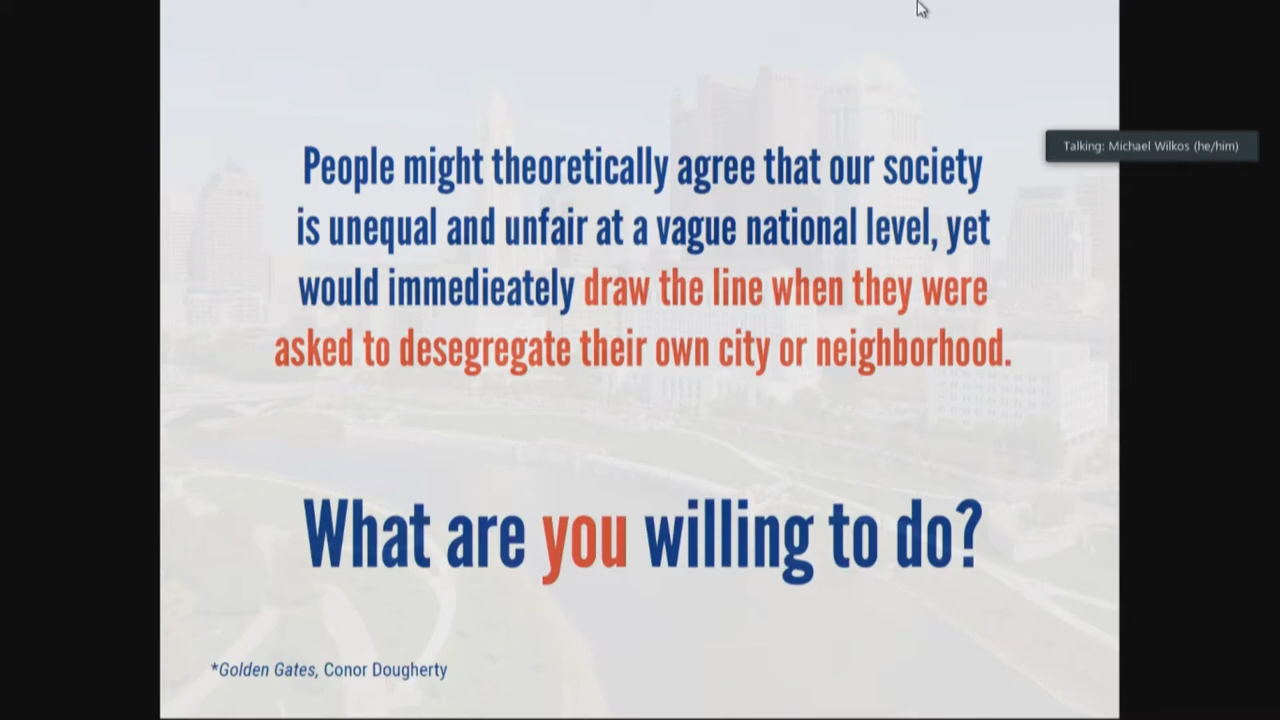 People might theoretically agree that our society
is unequal and unfair at a vague national level, yet
would immedieately draw the line when they were
asked to desegregate their own city or neighborhood.
Talking: Michael Wilkos (he/him)
What are you willing to do?
*Golden Gates, Conor Dougherty